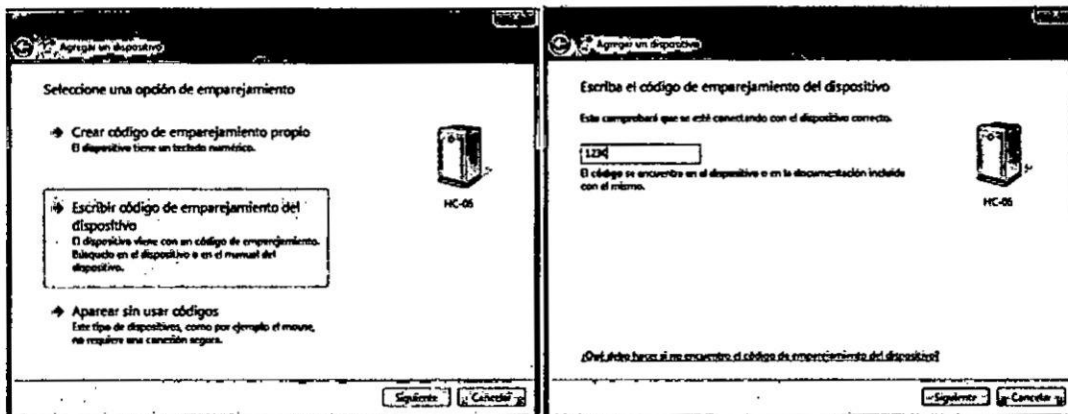 Agregar un dispositivo
Seleccione una opción de emparejamiento
Crear código de emparejamiento propio
El dispositivo tiene un teclado numérico.
Escribir código de emparejamiento del
dispositivo
El dispositivo viene con un código de emparejamiento.
Búsquelo en el dispositivo o en el manual del
dispositivo.
Aparear sin usar códigos
Este tipo de dispositivos, como por ejemplo el mouse,
no requiere una conexión segura.
HC-06
Siguiente
Cancelar
Agregar un dispositivo
Escriba el código de emparejamiento del dispositivo
Esto comprobará que se está conectando con el dispositivo correcto.
El código se encuentra en el dispositivo o en la documentación incluida
con el mismo.
HC-06
¿Qué debo hacer si no encuentro el código de emparejamiento del dispositivo?
Siguiente
Cancelar